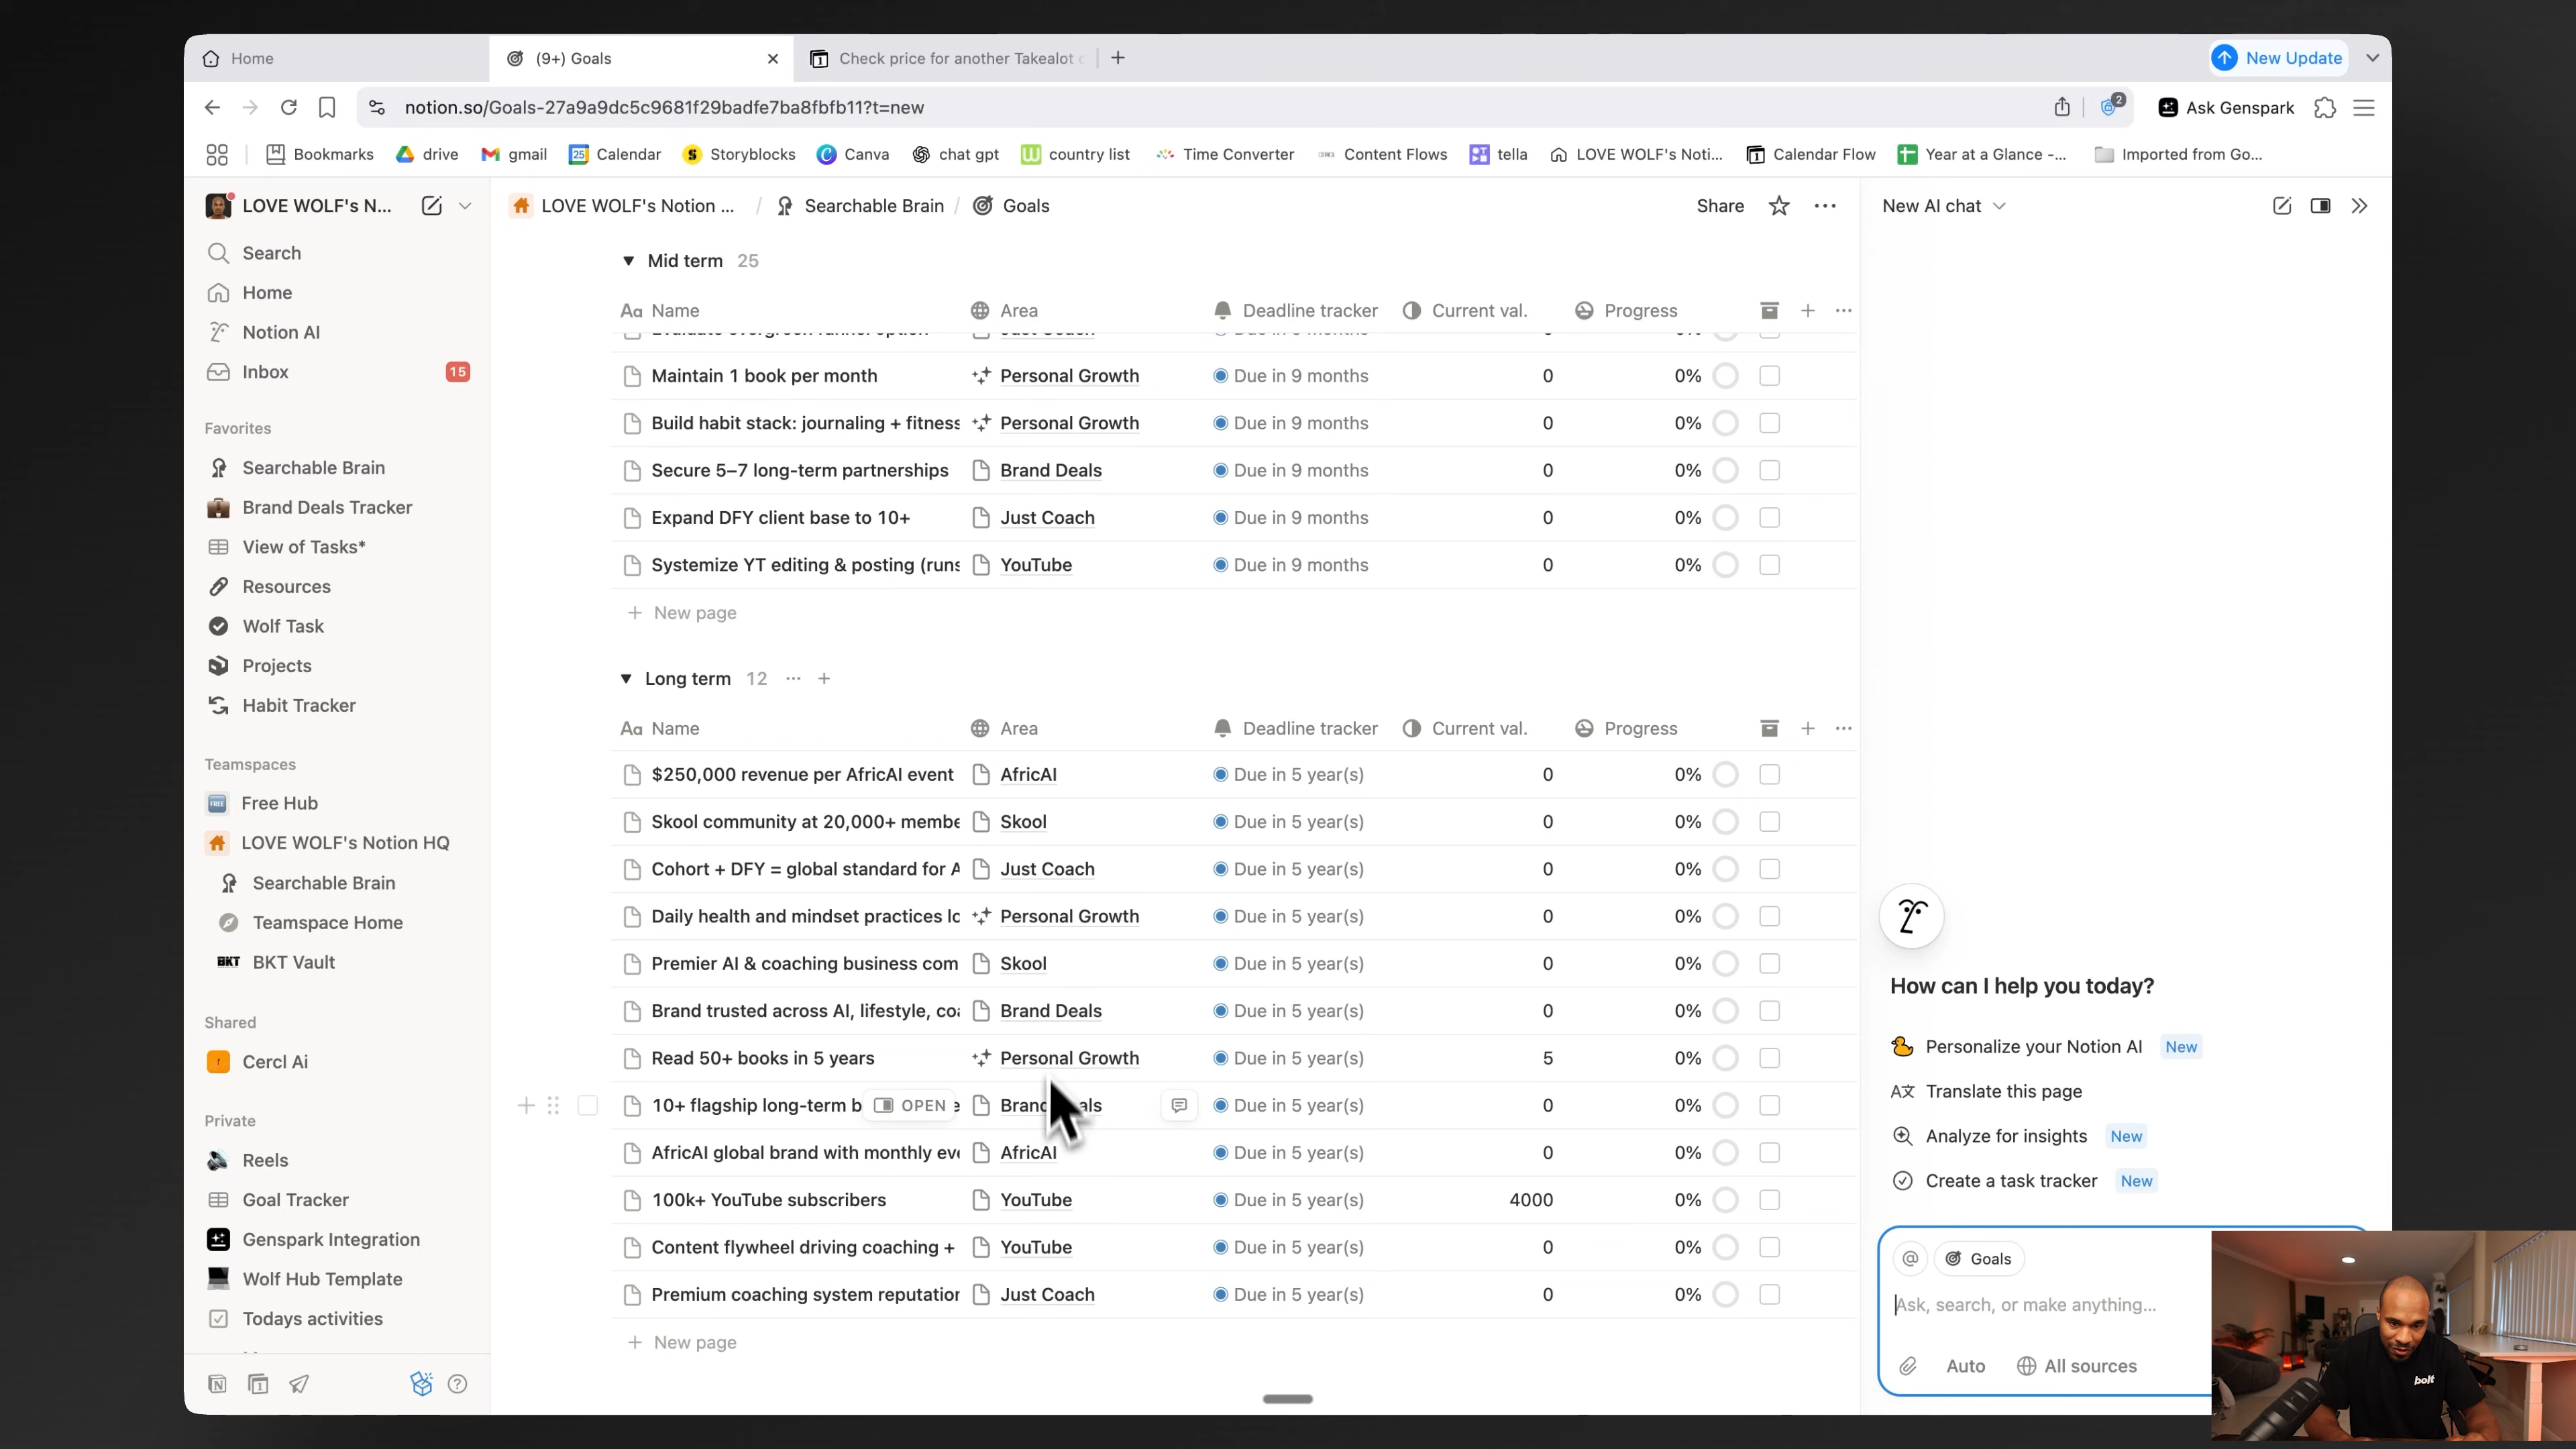 Home
(9+) Goals
Check price for another Takealot
New Update
notion.so/Goals-27a9a9dc5c9681f29badfe7ba8fbfb11?t=new
2
Ask Genspark
Bookmarks
drive
gmail
25
Calendar
Storyblocks
Canva
chat gpt
country list
Time Converter
Content Flows
tella
LOVE WOLF's Noti...
Calendar Flow
Year at a Glance -...
Imported from Go...
LOVE WOLF'S N...
Search
Home
Notion AI
Inbox
15
Favorites
Searchable Brain
Brand Deals Tracker
View of Tasks*
Resources
Wolf Task
Projects
Habit Tracker
Teamspaces
FREE
Free Hub
LOVE WOLF's Notion HQ
Searchable Brain
Teamspace Home
BKT
BKT Vault
Shared
Cercl Ai
Private
Reels
Goal Tracker
Genspark Integration
Wolf Hub Template
Todays activities
LOVE WOLF's Notion ... / Searchable Brain / Goals
Share
Mid term 25
Aa Name Area Deadline tracker Current val. Progress
Maintain 1 book per month Personal Growth Due in 9 months 0 0%
Build habit stack: journaling + fitness Personal Growth Due in 9 months 0 0%
Secure 5–7 long-term partnerships Brand Deals Due in 9 months 0 0%
Expand DFY client base to 10+ Just Coach Due in 9 months 0 0%
Systemize YT editing & posting (runs YouTube Due in 9 months 0 0%
+ New page
Long term 12
Aa Name Area Deadline tracker Current val. Progress
$250,000 revenue per AfricAI event AfricAI Due in 5 year(s) 0 0%
Skool community at 20,000+ membe Skool Due in 5 year(s) 0 0%
Cohort + DFY = global standard for A Just Coach Due in 5 year(s) 0 0%
Daily health and mindset practices lo Personal Growth Due in 5 year(s) 0 0%
Premier AI & coaching business com Skool Due in 5 year(s) 0 0%
Brand trusted across AI, lifestyle, coa Brand Deals Due in 5 year(s) 0 0%
Read 50+ books in 5 years Personal Growth Due in 5 year(s) 5 0%
10+ flagship long-term b OPEN Due in 5 year(s) 0 0%
AfricAI global brand with monthly eve AfricAI Due in 5 year(s) 0 0%
100k+ YouTube subscribers YouTube Due in 5 year(s) 4000 0%
Content flywheel driving coaching + YouTube Due in 5 year(s) 0 0%
Premium coaching system reputation Just Coach Due in 5 year(s) 0 0%
+ New page
New AI chat
How can I help you today?
Personalize your Notion AI New
Translate this page
Analyze for insights New
Create a task tracker New
@ Goals
Ask, search, or make anything...
Auto
All sources
bolt